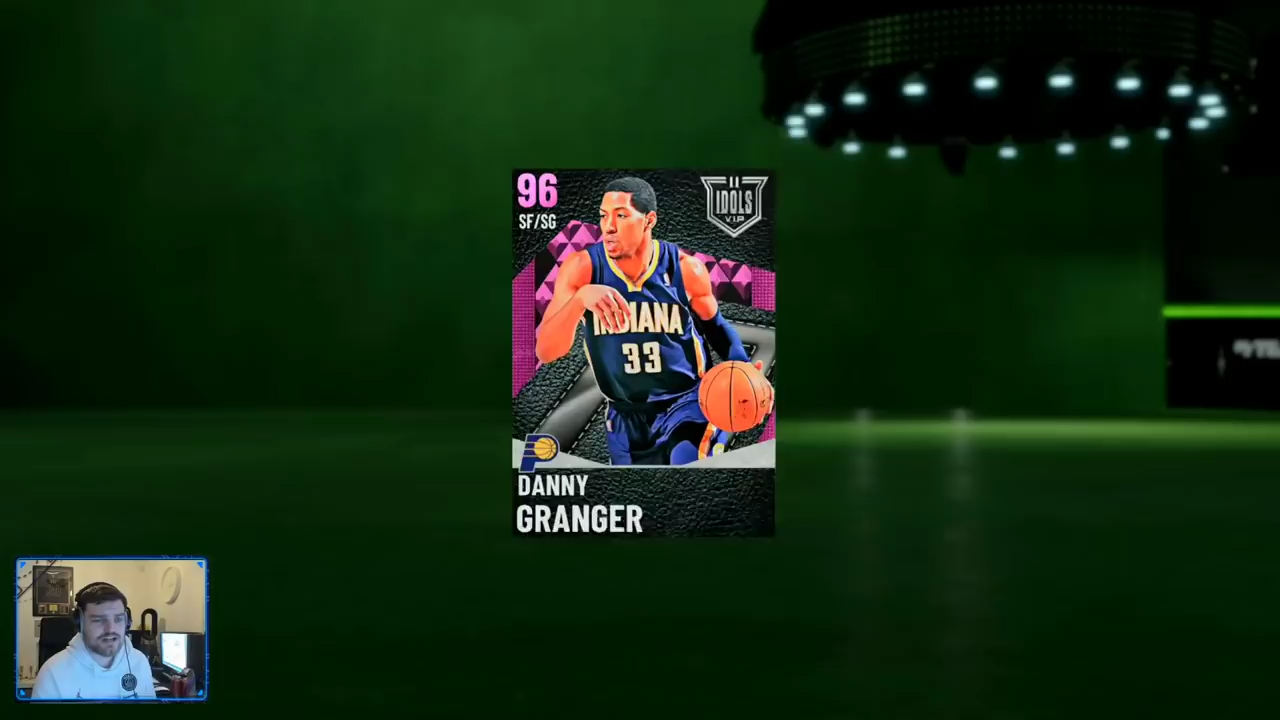 96
SF/SG
IDOLS
V.I.P
INDIANA
33
DANNY
GRANGER